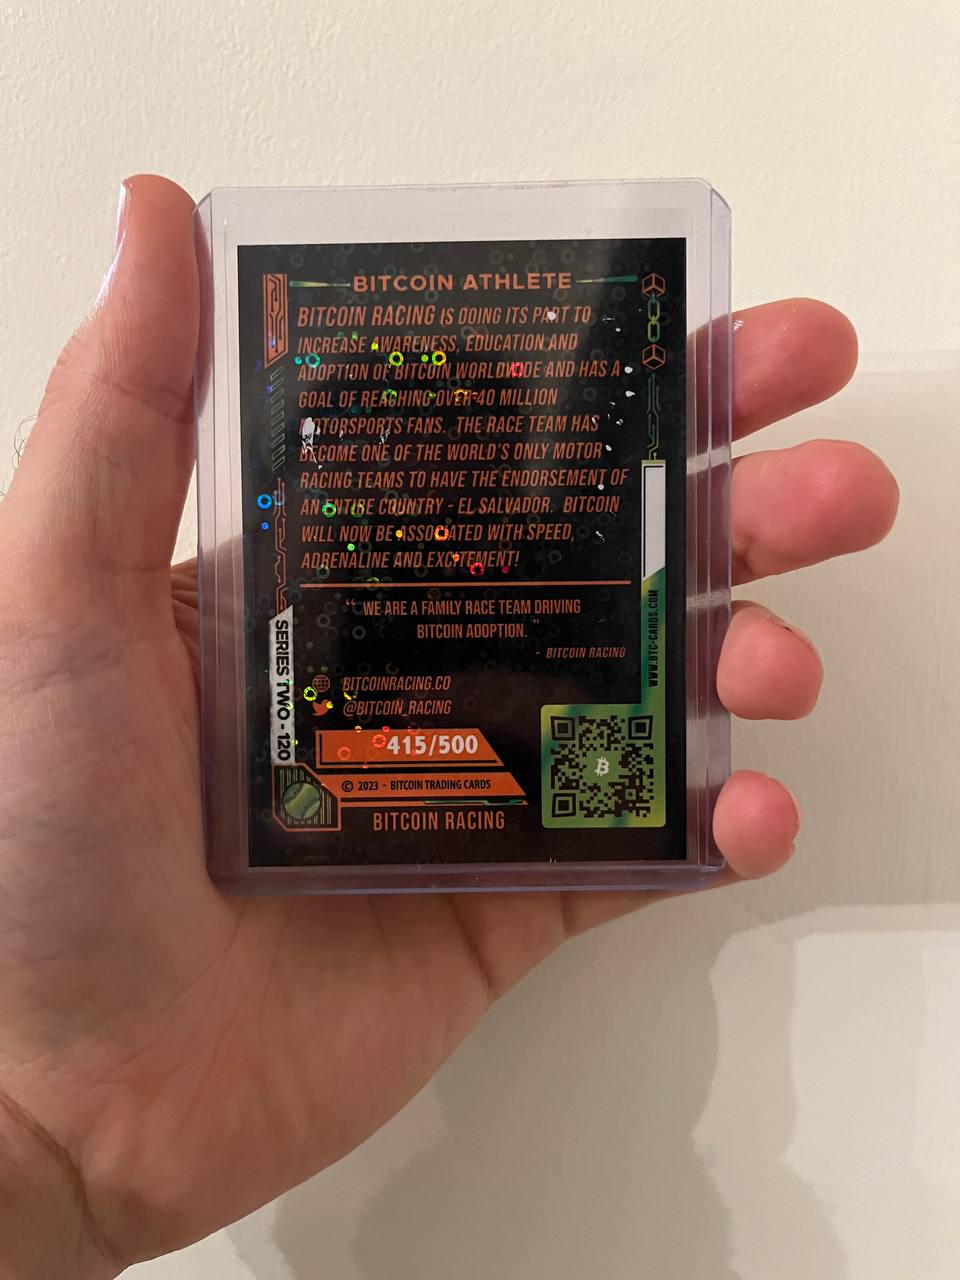 BITCOIN ATHLETE
BITCOIN RACING IS DOING ITS PART TO
INCREASE AWARENESS, EDUCATION AND
ADOPTION OF BITCOIN WORLDWIDE AND HAS A
GOAL OF REACHING OVER 40 MILLION
MOTORSPORTS FANS. THE RACE TEAM HAS
BECOME ONE OF THE WORLD'S ONLY MOTOR
RACING TEAMS TO HAVE THE ENDORSEMENT OF
AN ENTIRE COUNTRY - EL SALVADOR. BITCOIN
WILL NOW BE ASSOCIATED WITH SPEED,
ADRENALINE AND EXCITEMENT!
“ WE ARE A FAMILY RACE TEAM DRIVING
BITCOIN ADOPTION. ”
- BITCOIN RACING
WWW.BTC-CARDS.COM
SERIES TWO - 120
BITCOINRACING.CO
@BITCOIN_RACING
415/500
© 2023 - BITCOIN TRADING CARDS
BITCOIN RACING